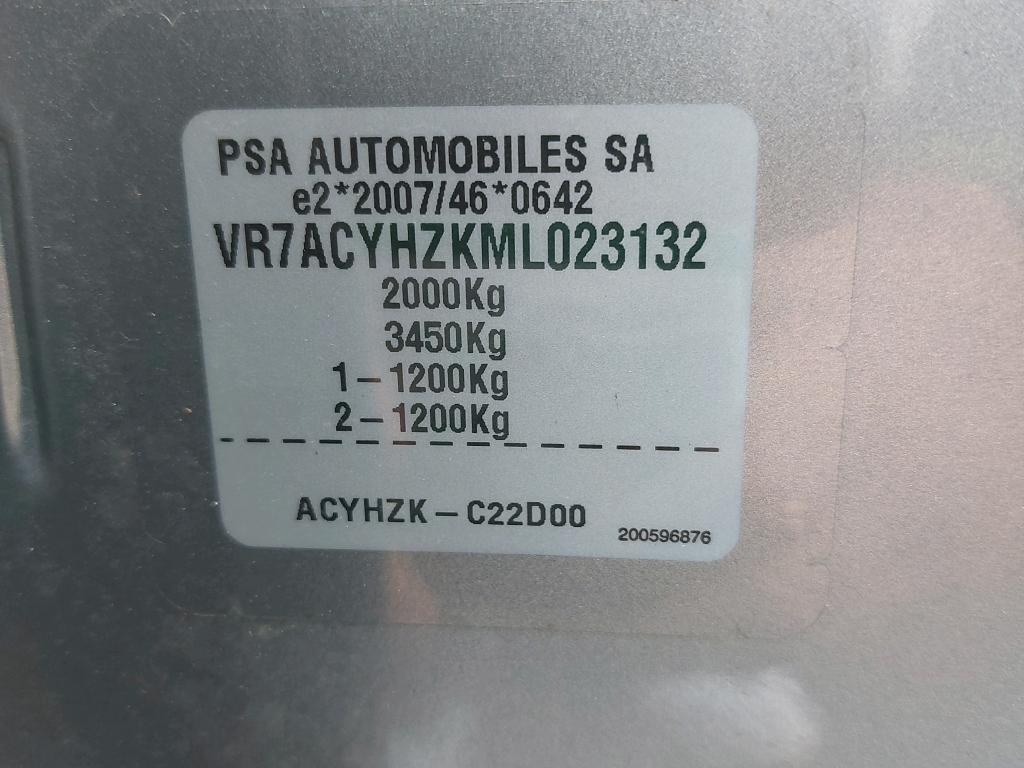 PSA AUTOMOBILES SA
e2*2007/46*0642
VR7ACYHZKML023132
2000Kg
3450Kg
1–1200Kg
2–1200Kg
ACYHZK–C22D00
200596876